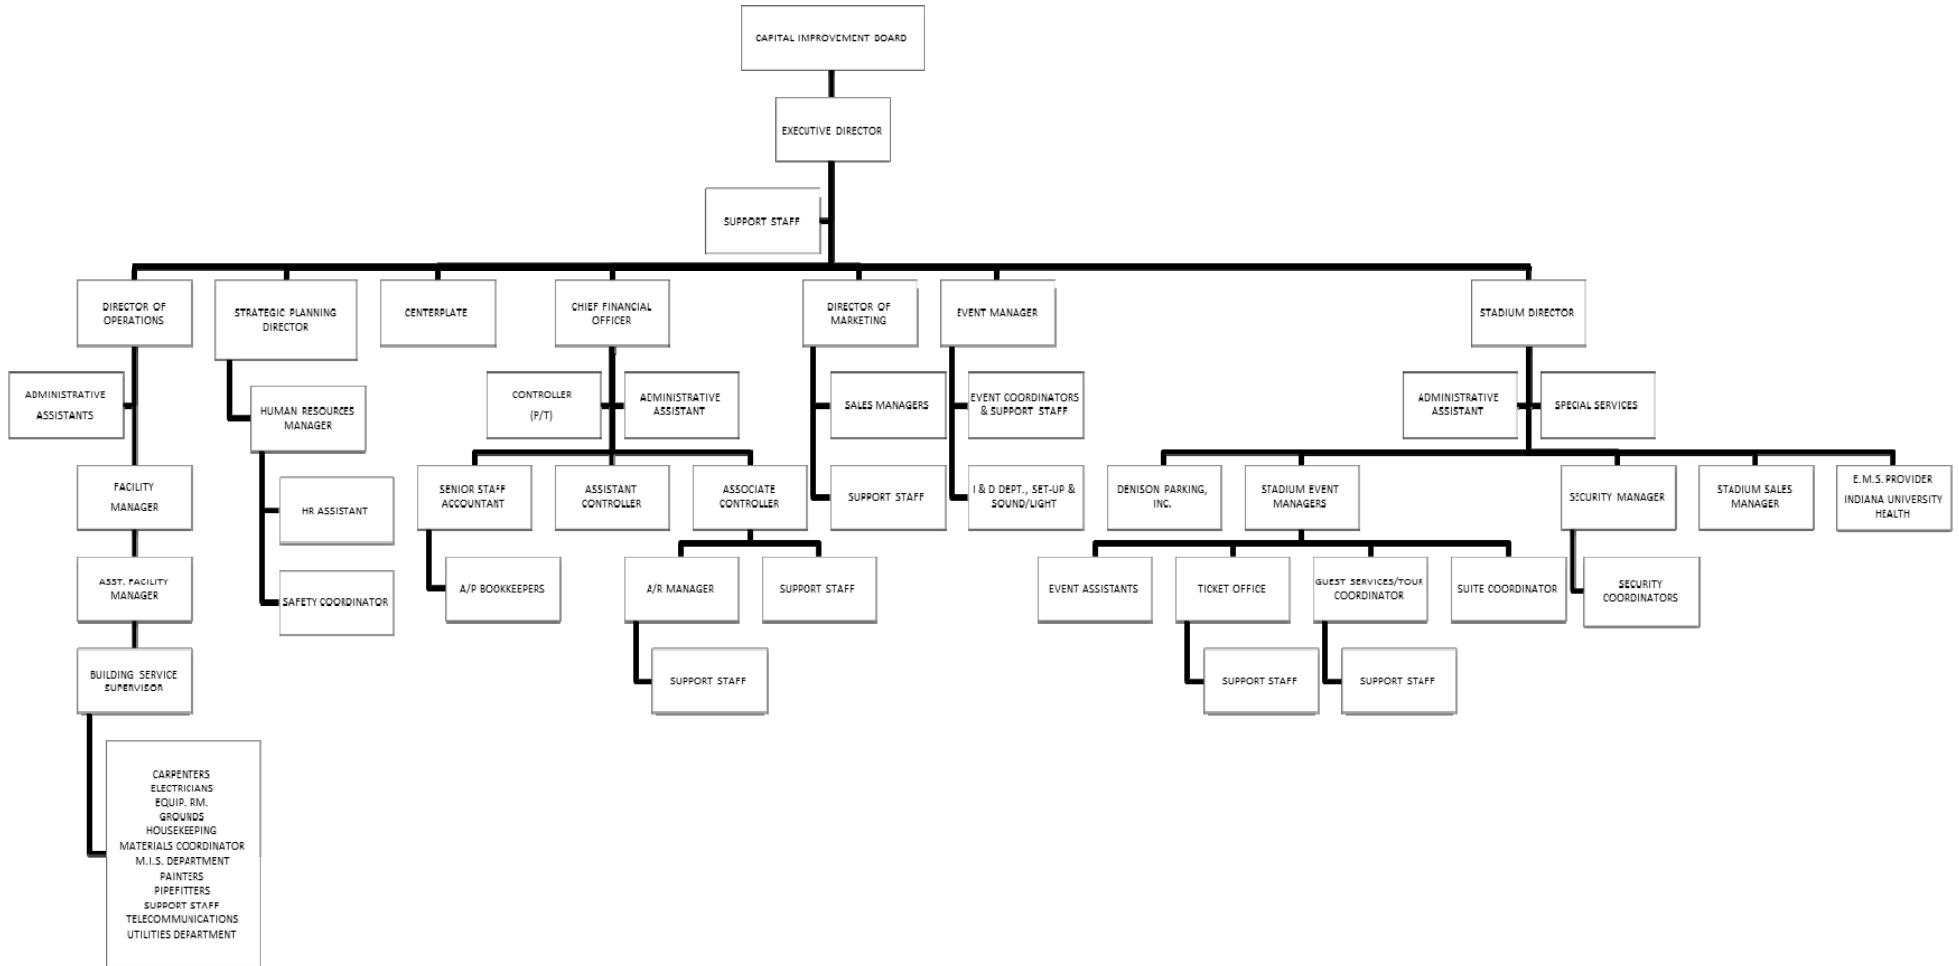 CAPITAL IMPROVEMENT BOARD
EXECUTIVE DIRECTOR
SUPPORT STAFF
DIRECTOR OF
OPERATIONS
STRATEGIC PLANNING
DIRECTOR
CENTERPLATE
CHIEF FINANCIAL
OFFICER
DIRECTOR OF
MARKETING
EVENT MANAGER
STADIUM DIRECTOR
ADMINISTRATIVE
ASSISTANTS
HUMAN RESOURCES
MANAGER
CONTROLLER
(P/T)
ADMINISTRATIVE
ASSISTANT
SALES MANAGERS
EVENT COORDINATORS
& SUPPORT STAFF
ADMINISTRATIVE
ASSISTANT
SPECIAL SERVICES
FACILITY
MANAGER
HR ASSISTANT
SENIOR STAFF
ACCOUNTANT
ASSISTANT
CONTROLLER
ASSOCIATE
CONTROLLER
SUPPORT STAFF
I & D DEPT., SET-UP &
SOUND/LIGHT
DENISON PARKING,
INC.
STADIUM EVENT
MANAGERS
SECURITY MANAGER
STADIUM SALES
MANAGER
E.M.S. PROVIDER
INDIANA UNIVERSITY
HEALTH
ASST. FACILITY
MANAGER
SAFETY COORDINATOR
A/P BOOKKEEPERS
A/R MANAGER
SUPPORT STAFF
EVENT ASSISTANTS
TICKET OFFICE
GUEST SERVICES/TOUR
COORDINATOR
SUITE COORDINATOR
SECURITY
COORDINATORS
BUILDING SERVICE
SUPERVISOR
SUPPORT STAFF
SUPPORT STAFF
SUPPORT STAFF
CARPENTERS
ELECTRICIANS
EQUIP. RM.
GROUNDS
HOUSEKEEPING
MATERIALS COORDINATOR
M.I.S. DEPARTMENT
PAINTERS
PIPEFITTERS
SUPPORT STAFF
TELECOMMUNICATIONS
UTILITIES DEPARTMENT